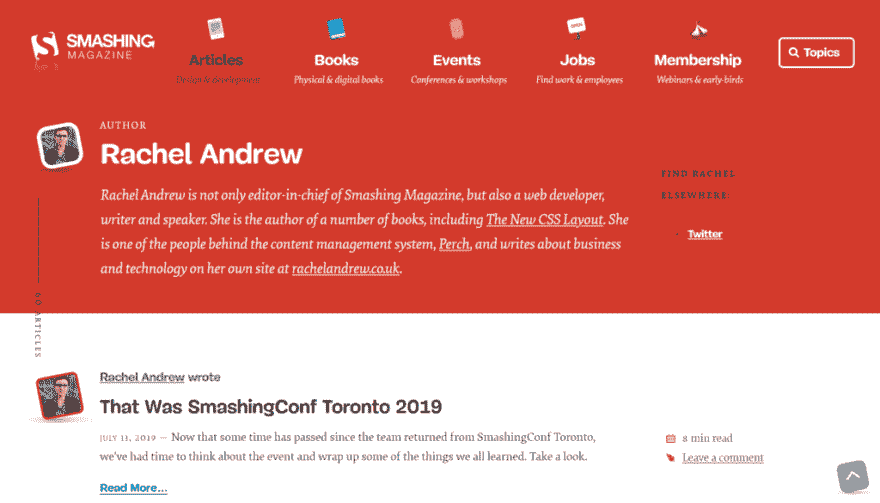 SMASHING
MAGAZINE
Articles
Design & development
Books
Physical & digital books
Events
Conferences & workshops
OPEN
Jobs
Find work & employees
Membership
Webinars & early-birds
Topics
AUTHOR
Rachel Andrew
Rachel Andrew is not only editor-in-chief of Smashing Magazine, but also a web developer,
writer and speaker. She is the author of a number of books, including The New CSS Layout. She
is one of the people behind the content management system, Perch, and writes about business
and technology on her own site at rachelandrew.co.uk.
FIND RACHEL
ELSEWHERE:
Twitter
60 ARTICLES
Rachel Andrew wrote
That Was SmashingConf Toronto 2019
JULY 13, 2019 — Now that some time has passed since the team returned from SmashingConf Toronto,
we've had time to think about the event and wrap up some of the things we all learned. Take a look.
Read More...
8 min read
Leave a comment